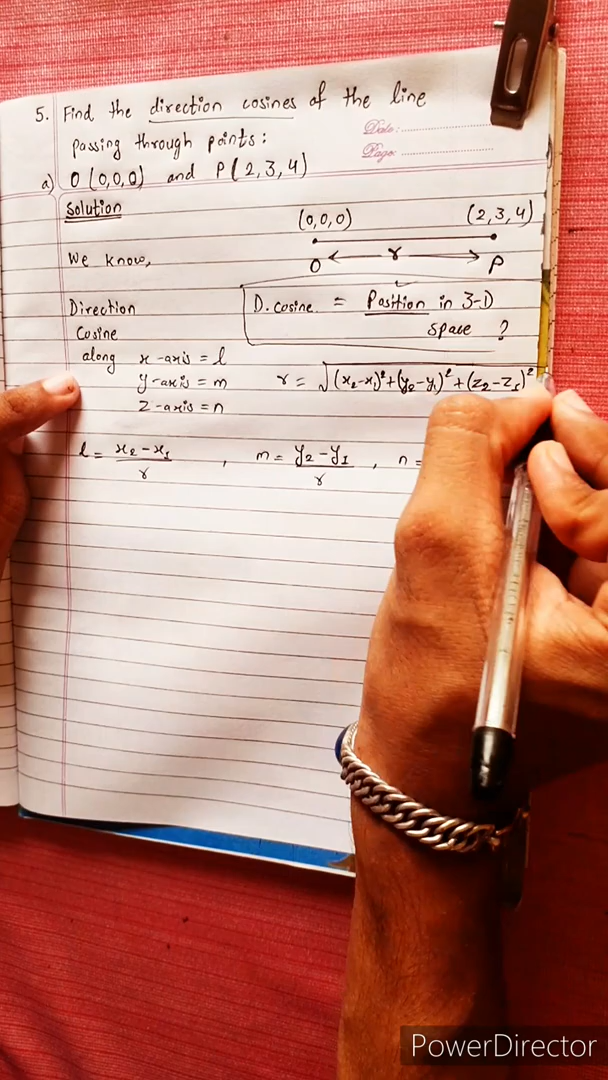 5. Find the direction cosines of the line
passing through points:
Date:
Page:
a) O (0,0,0) and P(2,3,4)
Solution
(0,0,0) (2,3,4)
We know,
O r P
Direction
Cosine
D. cosine = Position in 3-D
space ?
along x-axis = l
y-axis = m
z-axis = n
r = √(x₂-x₁)²+(y₂-y₁)²+(z₂-z₁)²
l = x₂-x₁/r , m = y₂-y₁/r , n =
PowerDirector